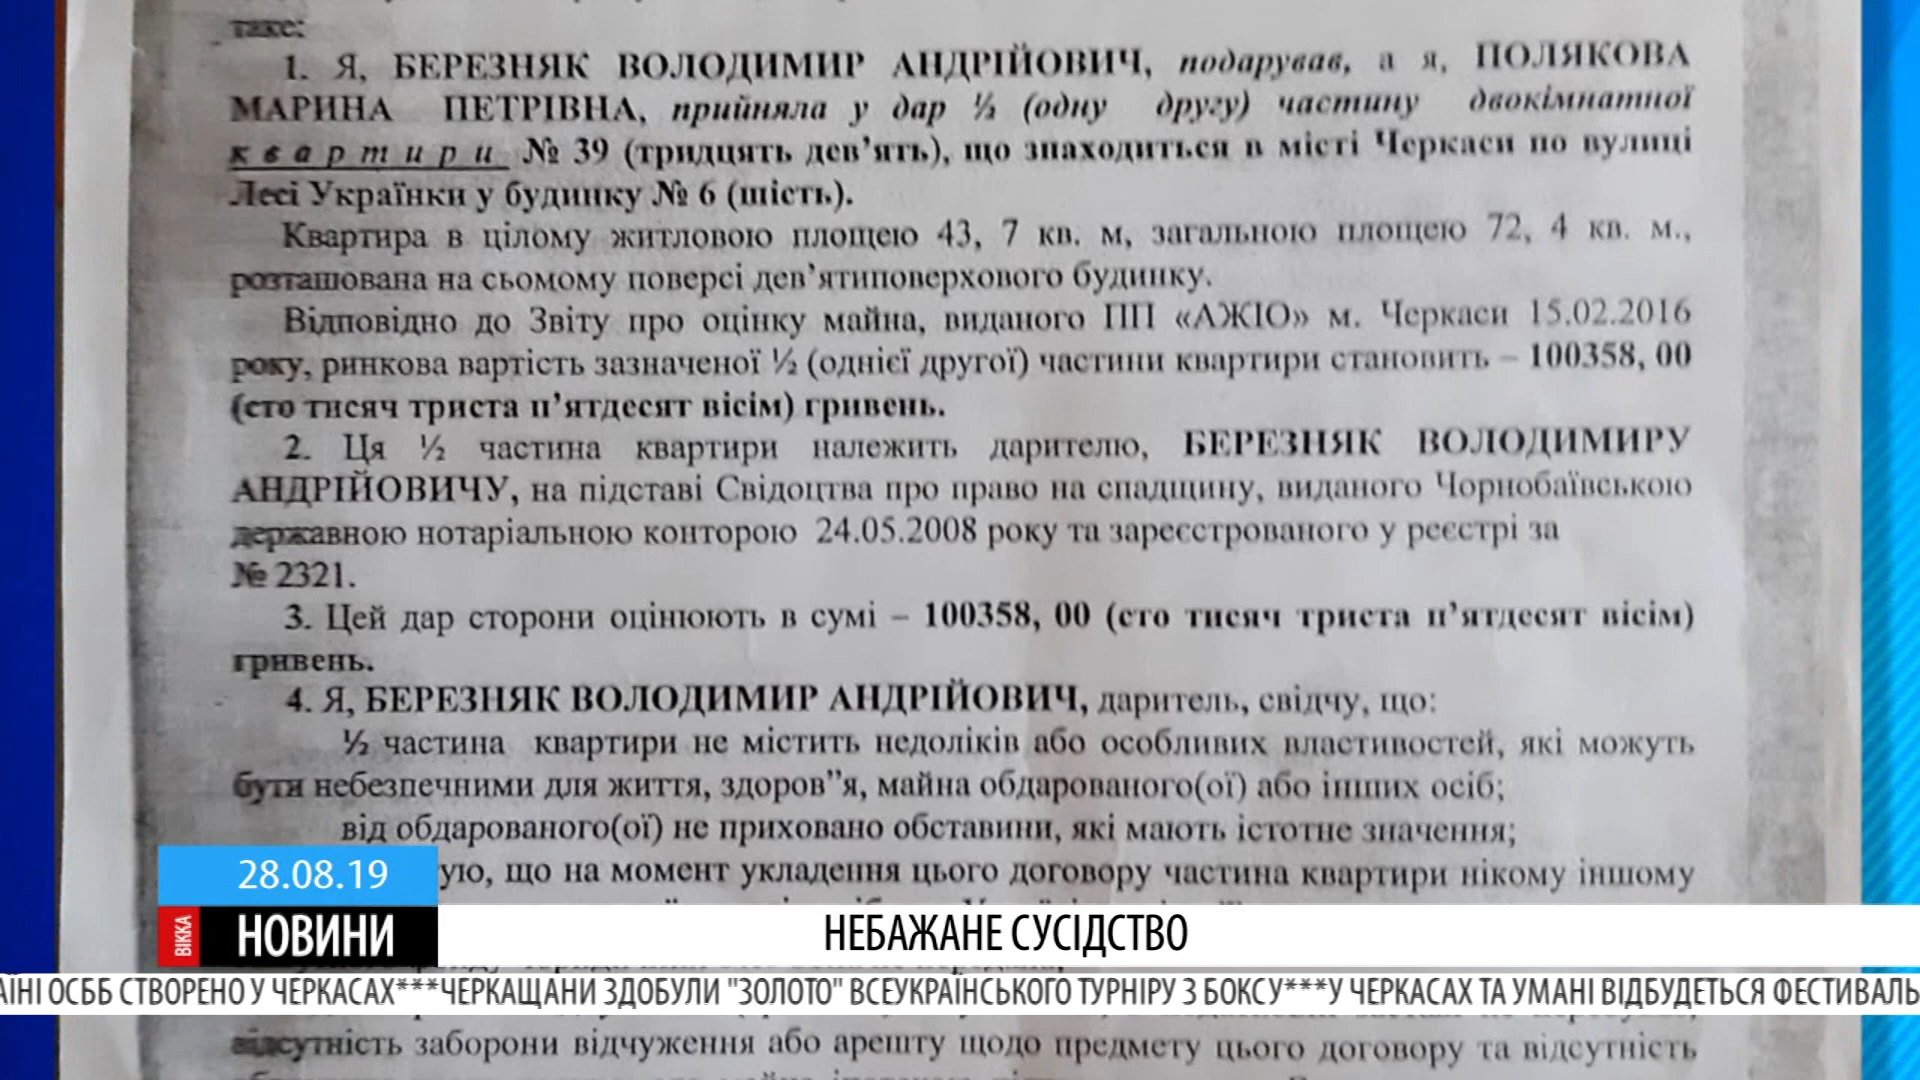 таке:
1. Я, БЕРЕЗНЯК ВОЛОДИМИР АНДРІЙОВИЧ, подарував, а я, ПОЛЯКОВА
МАРИНА ПЕТРІВНА, прийняла у дар ½ (одну другу) частину двокімнатної
квартири № 39 (тридцять дев’ять), що знаходиться в місті Черкаси по вулиці
Лесі Українки у будинку № 6 (шість).
Квартира в цілому житловою площею 43, 7 кв. м, загальною площею 72, 4 кв. м.,
розташована на сьомому поверсі дев’ятиповерхового будинку.
Відповідно до Звіту про оцінку майна, виданого ПП «АЖІО» м. Черкаси 15.02.2016
року, ринкова вартість зазначеної ½ (однієї другої) частини квартири становить – 100358, 00
(сто тисяч триста п’ятдесят вісім) гривень.
2. Ця ½ частина квартири належить дарителю, БЕРЕЗНЯК ВОЛОДИМИРУ
АНДРІЙОВИЧУ, на підставі Свідоцтва про право на спадщину, виданого Чорнобаївською
державною нотаріальною конторою 24.05.2008 року та зареєстрованого у реєстрі за
№ 2321.
3. Цей дар сторони оцінюють в сумі – 100358, 00 (сто тисяч триста п’ятдесят вісім)
гривень.
4. Я, БЕРЕЗНЯК ВОЛОДИМИР АНДРІЙОВИЧ, даритель, свідчу, що:
½ частина квартири не містить недоліків або особливих властивостей, які можуть
бути небезпечними для життя, здоров”я, майна обдарованого(ої) або інших осіб;
від обдарованого(ої) не приховано обставини, які мають істотне значення;
ую, що на момент укладення цього договору частина квартири нікому іншому
28.08.19
ВІККА НОВИНИ
НЕБАЖАНЕ СУСІДСТВО
АЇНІ ОСББ СТВОРЕНО У ЧЕРКАСАХ***ЧЕРКАЩАНИ ЗДОБУЛИ "ЗОЛОТО" ВСЕУКРАЇНСЬКОГО ТУРНІРУ З БОКСУ***У ЧЕРКАСАХ ТА УМАНІ ВІДБУДЕТЬСЯ ФЕСТИВАЛЬ
відсутність заборони відчуження або арешту щодо предмету цього договору та відсутність